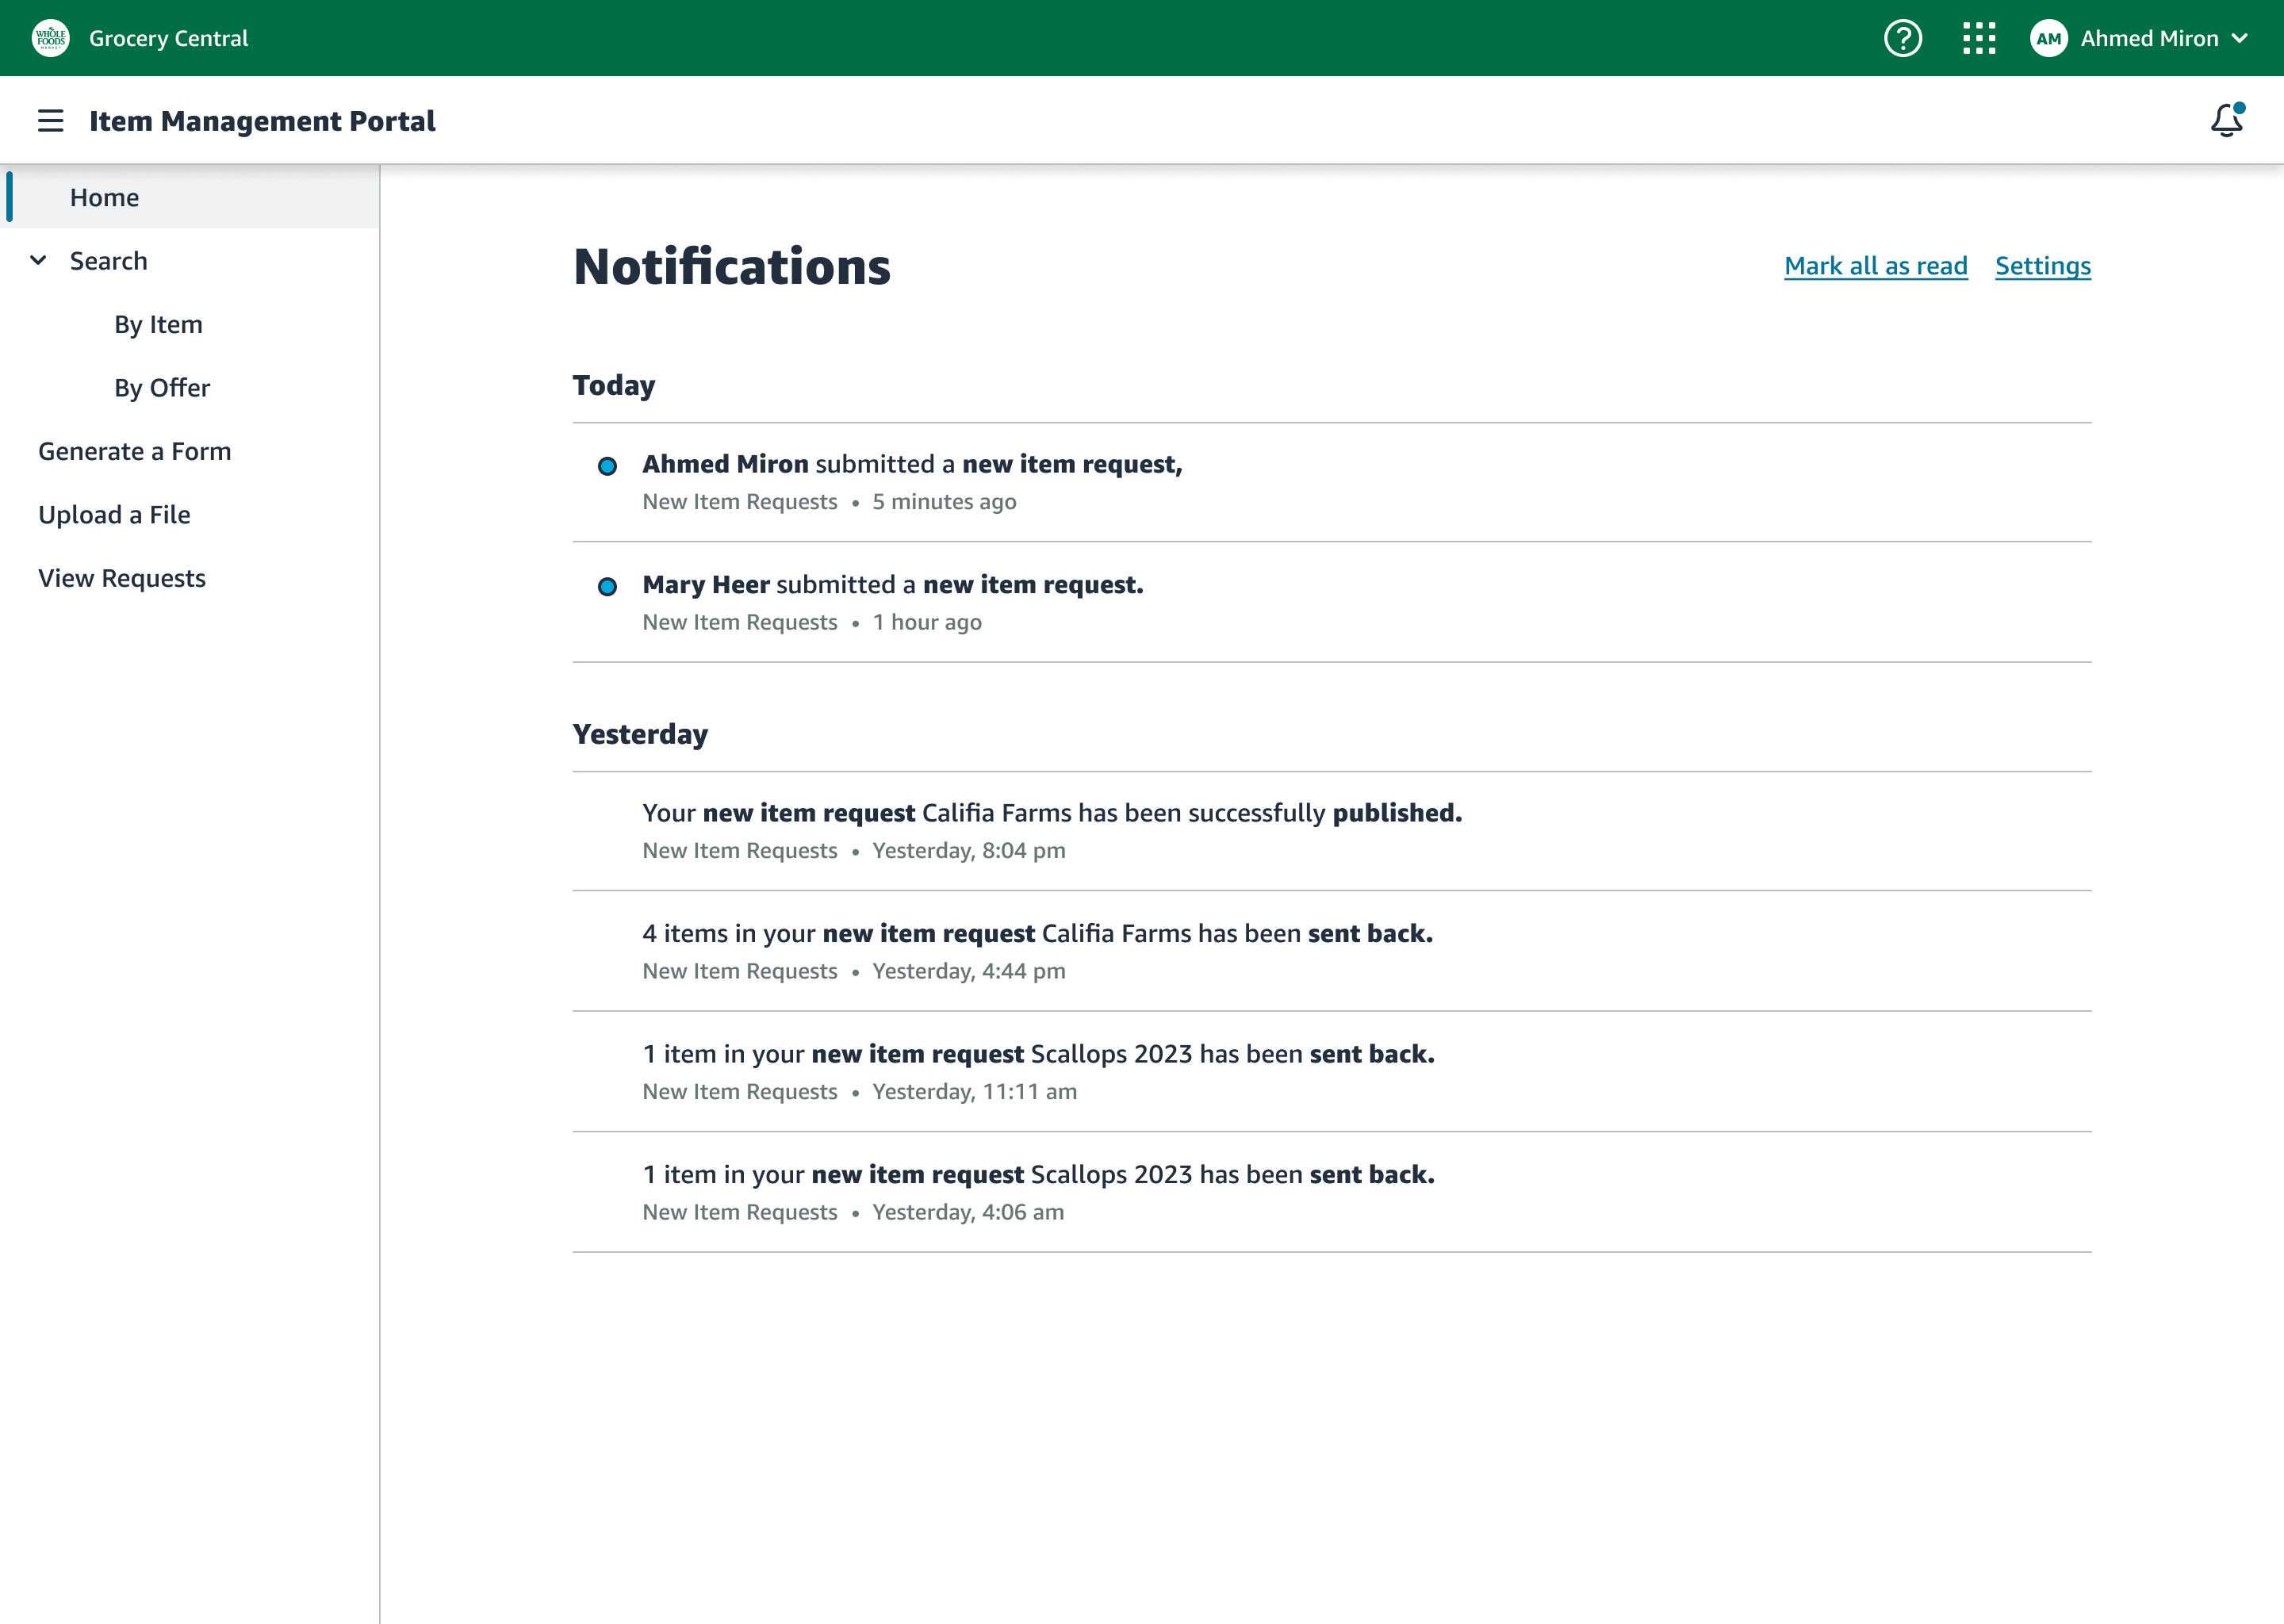 WHOLE
FOODS
MARKET
Grocery Central
AM
Ahmed Miron
Item Management Portal
Home
Search
By Item
By Offer
Generate a Form
Upload a File
View Requests
Notifications
Mark all as read
Settings
Today
Ahmed Miron submitted a new item request,
New Item Requests • 5 minutes ago
Mary Heer submitted a new item request.
New Item Requests • 1 hour ago
Yesterday
Your new item request Califia Farms has been successfully published.
New Item Requests • Yesterday, 8:04 pm
4 items in your new item request Califia Farms has been sent back.
New Item Requests • Yesterday, 4:44 pm
1 item in your new item request Scallops 2023 has been sent back.
New Item Requests • Yesterday, 11:11 am
1 item in your new item request Scallops 2023 has been sent back.
New Item Requests • Yesterday, 4:06 am